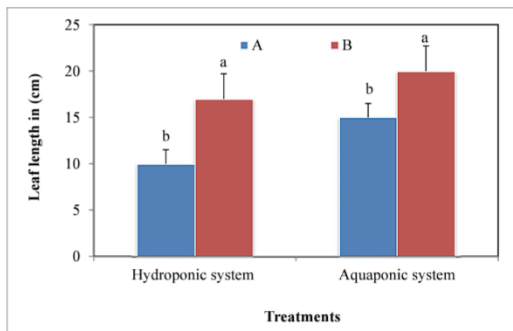 25
20
15
10
5
0
Leaf length in (cm)
A B
b a b a
Hydroponic system Aquaponic system
Treatments